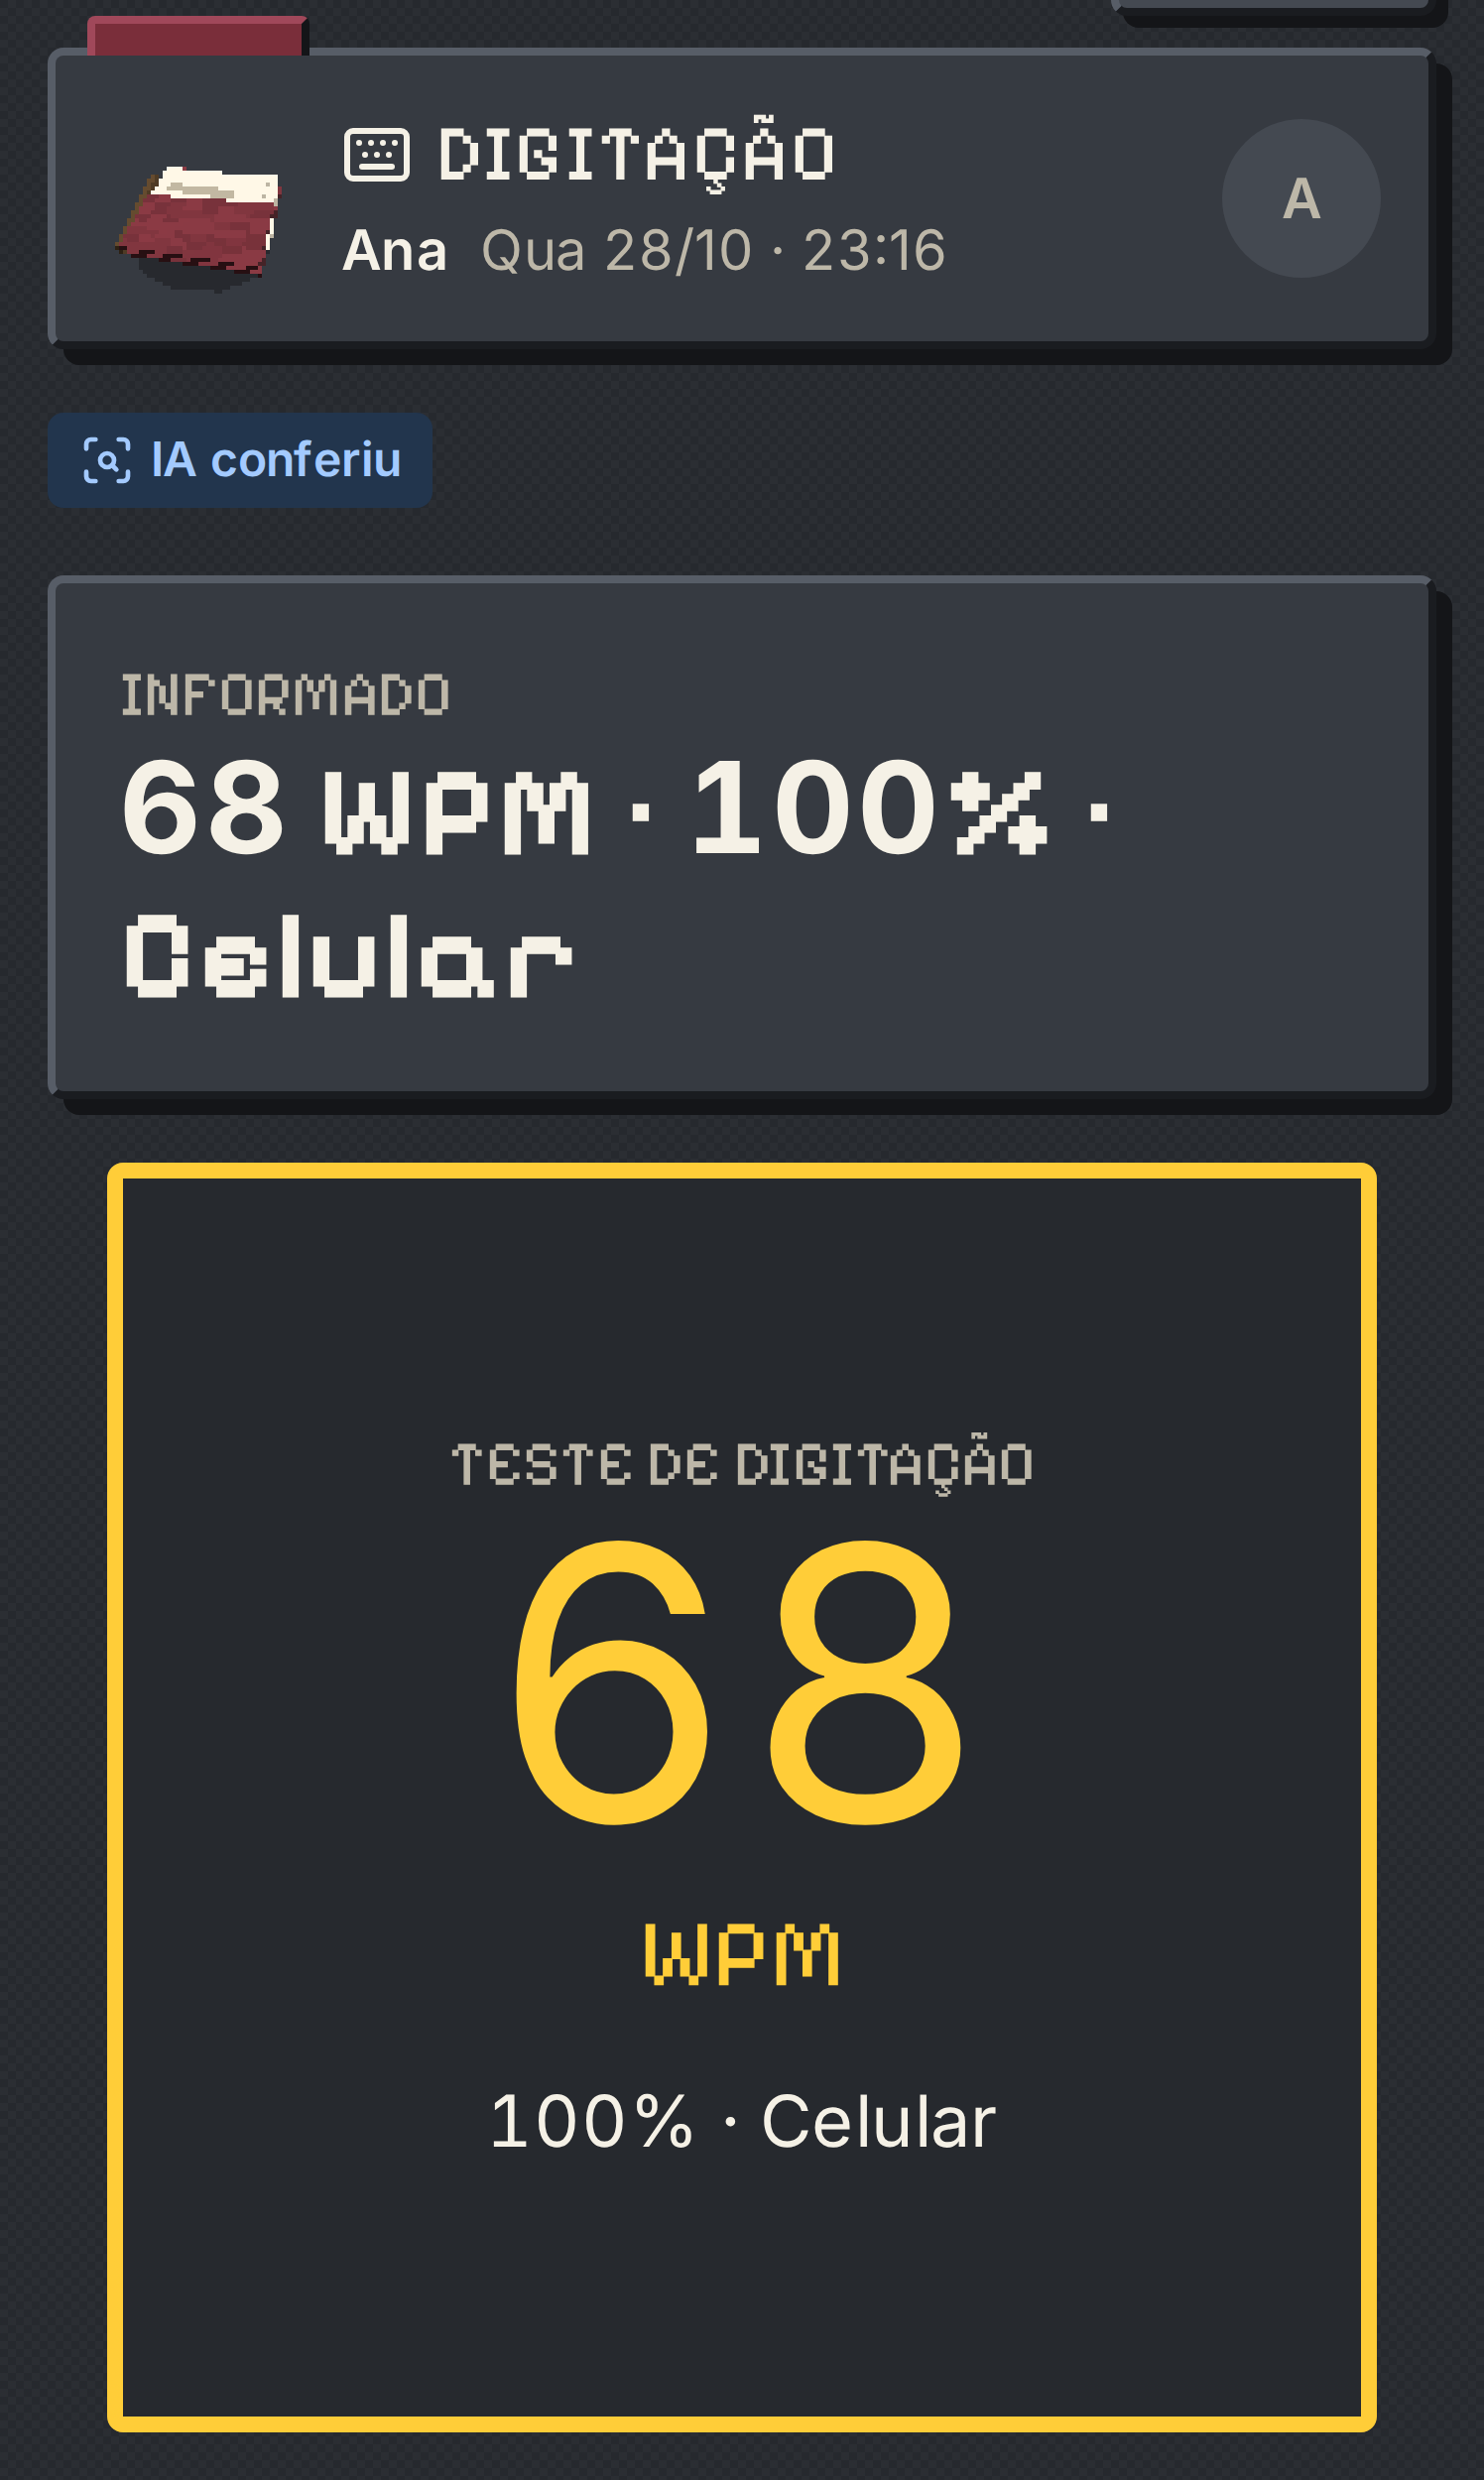 DIGITAÇÃO
Ana Qua 28/10 · 23:16
A
IA conferiu
INFORMADO
68 WPM · 100% ·
Celular
TESTE DE DIGITAÇÃO
68
WPM
100% · Celular